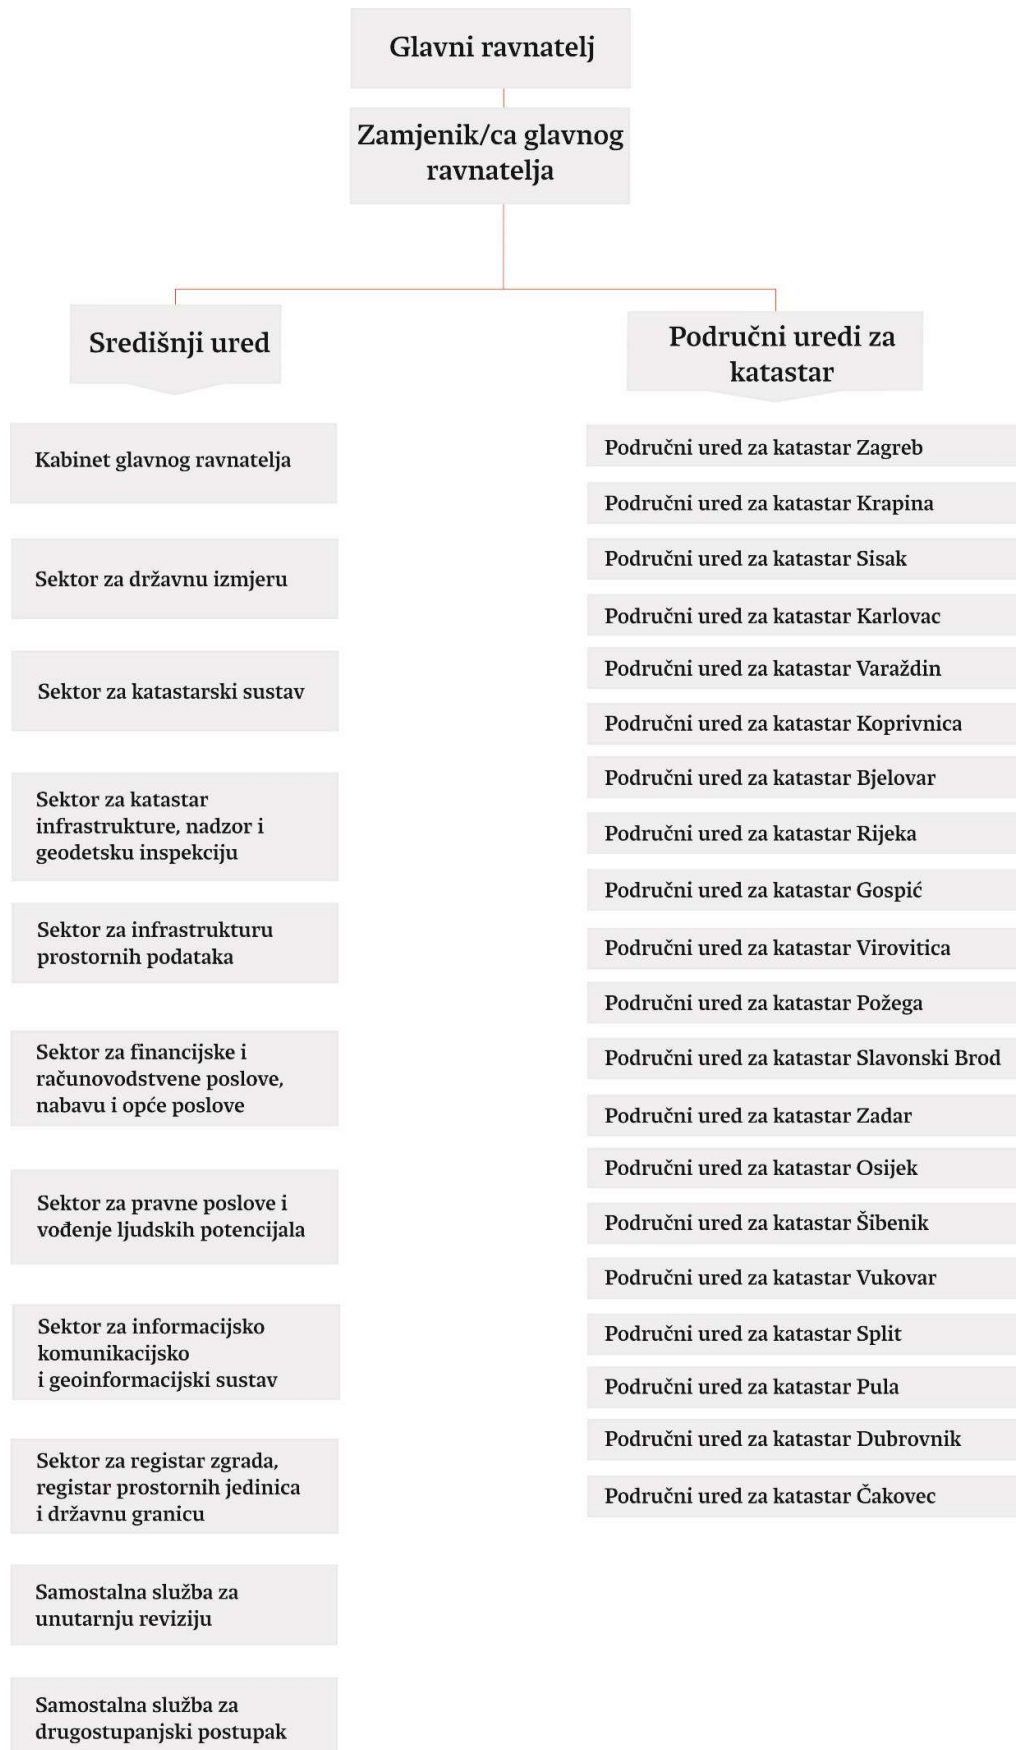 Glavni ravnatelj
Zamjenik/ca glavnog
ravnatelja
Središnji ured
Kabinet glavnog ravnatelja
Sektor za državnu izmjeru
Sektor za katastarski sustav
Sektor za katastar
infrastrukture, nadzor i
geodetsku inspekciju
Sektor za infrastrukturu
prostornih podataka
Sektor za financijske i
računovodstvene poslove,
nabavu i opće poslove
Sektor za pravne poslove i
vođenje ljudskih potencijala
Sektor za informacijsko
komunikacijsko
i geoinformacijski sustav
Sektor za registar zgrada,
registar prostornih jedinica
i državnu granicu
Samostalna služba za
unutarnju reviziju
Samostalna služba za
drugostupanjski postupak
Područni uredi za
katastar
Područni ured za katastar Zagreb
Područni ured za katastar Krapina
Područni ured za katastar Sisak
Područni ured za katastar Karlovac
Područni ured za katastar Varaždin
Područni ured za katastar Koprivnica
Područni ured za katastar Bjelovar
Područni ured za katastar Rijeka
Područni ured za katastar Gospić
Područni ured za katastar Virovitica
Područni ured za katastar Požega
Područni ured za katastar Slavonski Brod
Područni ured za katastar Zadar
Područni ured za katastar Osijek
Područni ured za katastar Šibenik
Područni ured za katastar Vukovar
Područni ured za katastar Split
Područni ured za katastar Pula
Područni ured za katastar Dubrovnik
Područni ured za katastar Čakovec